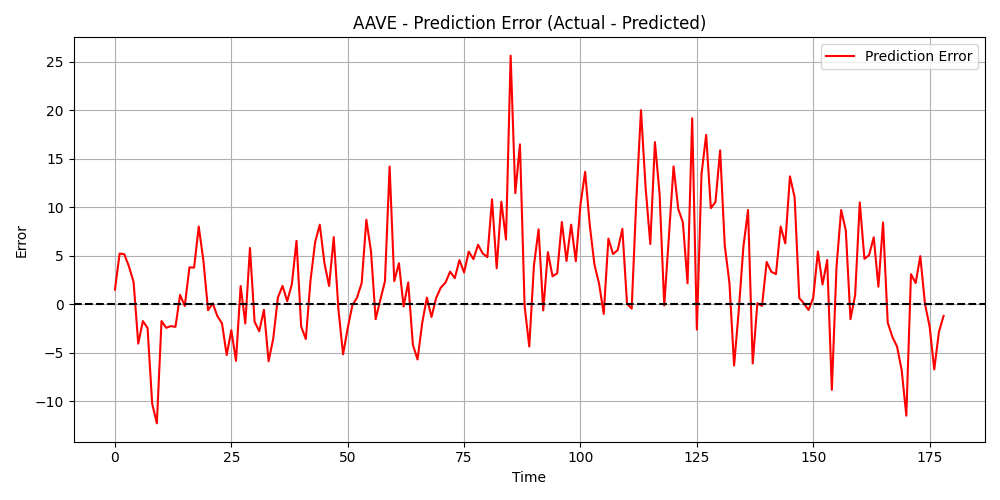 AAVE - Prediction Error (Actual - Predicted)
Prediction Error
Error
25
20
15
10
5
0
−5
−10
0 25 50 75 100 125 150 175
Time